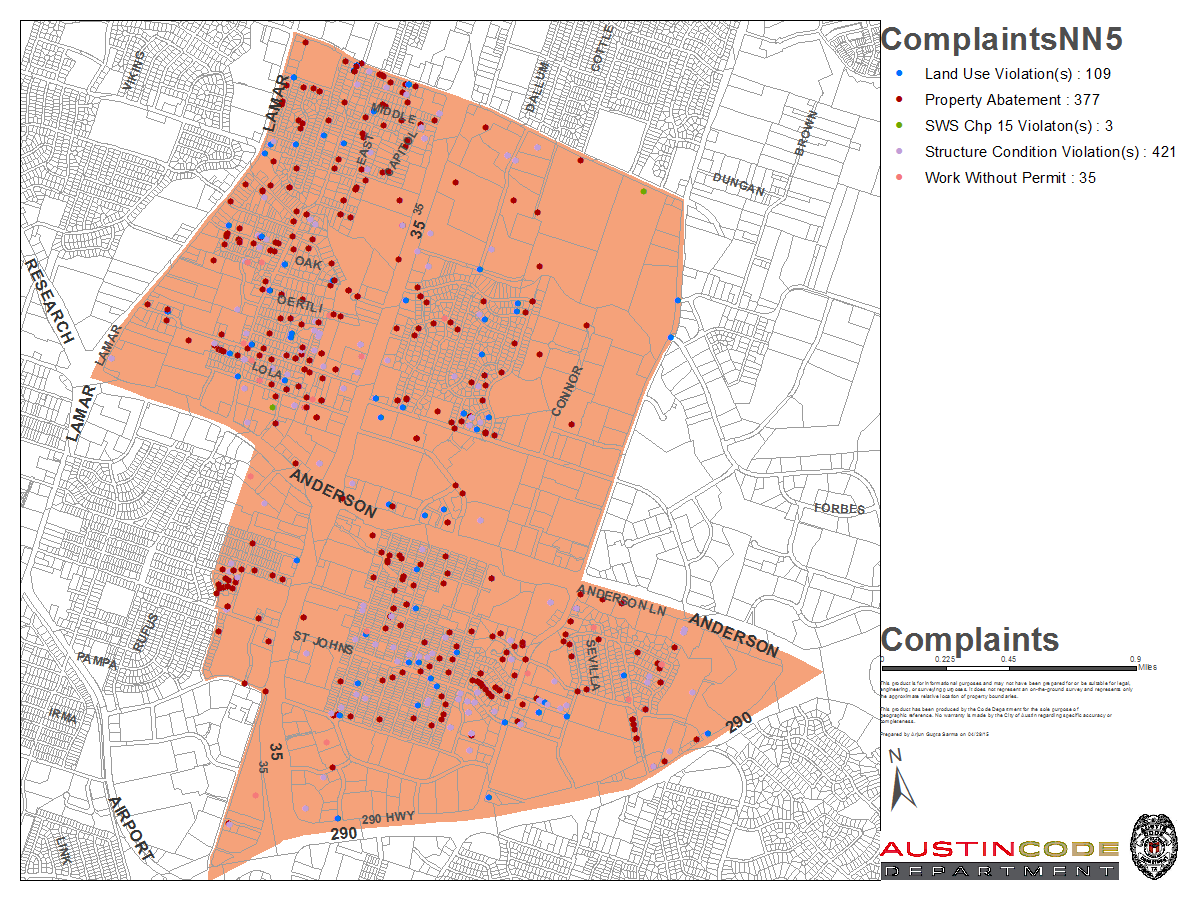 ComplaintsNN5
Land Use Violation(s) : 109
Property Abatement : 377
SWS Chp 15 Violaton(s) : 3
Structure Condition Violation(s) : 421
Work Without Permit : 35
VIKINGS
COTTLE
DALLUM
LAMAR
MIDDLE
BROWN
EAST
CAPITOL
DUNGAN
35
35
OAK
RESEARCH
OERTLI
LAMAR
LOLA
CONNOR
LAMAR
ANDERSON
FORBES
ANDERSON LN
ANDERSON
RUFUS
ST JOHNS
SEVILLA
PAMPA
IRMA
290
35
35
AIRPORT
290 HWY
290
LINK
Complaints
0 0.225 0.45 0.9
Miles
This product is for informational purposes and may not have been prepared for or be suitable for legal,
engineering, or surveying purposes. It does not represent an on-the-ground survey and represents only
the approximate relative location of property boundaries.
This product has been produced by the Code Department for the sole purpose of
geographic reference. No warranty is made by the City of Austin regarding specific accuracy or
completeness.
Prepared by Arjun Gupta Sarma on 04/28/15
N
AUSTINCODE
DEPARTMENT